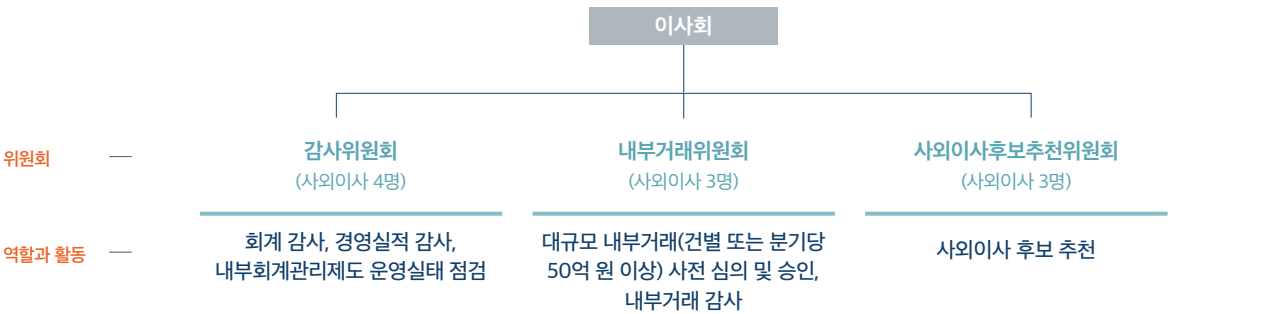 이사회
위원회
감사위원회
(사외이사 4명)
내부거래위원회
(사외이사 3명)
사외이사후보추천위원회
(사외이사 3명)
역할과 활동
회계 감사, 경영실적 감사,
내부회계관리제도 운영실태 점검
대규모 내부거래(건별 또는 분기당
50억 원 이상) 사전 심의 및 승인,
내부거래 감사
사외이사 후보 추천